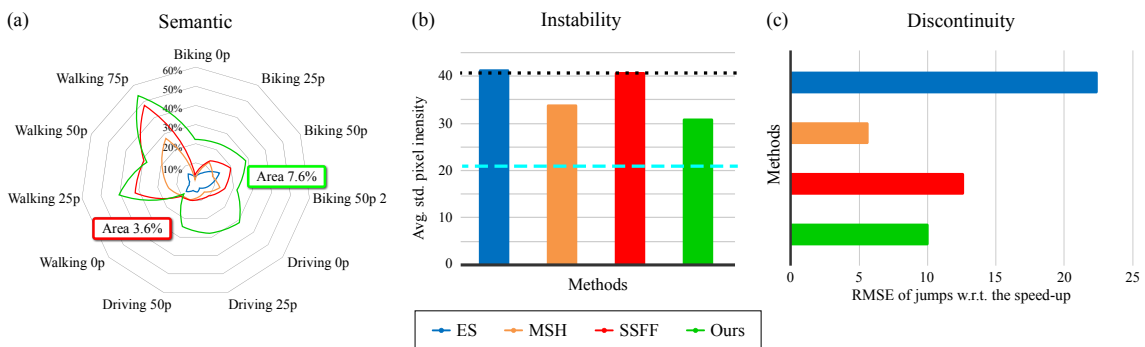 (a)
Semantic
Biking 0p
Biking 25p
Biking 50p
Biking 50p 2
Driving 0p
Driving 25p
Driving 50p
Walking 0p
Walking 25p
Walking 50p
Walking 75p
60%
50%
40%
30%
20%
10%
Area 7.6%
Area 3.6%
(b)
Instability
Avg. std. pixel inensity
40
30
20
10
0
Methods
(c)
Discontinuity
Methods
0 5 10 15 20 25
RMSE of jumps w.r.t. the speed-up
ES MSH SSFF Ours